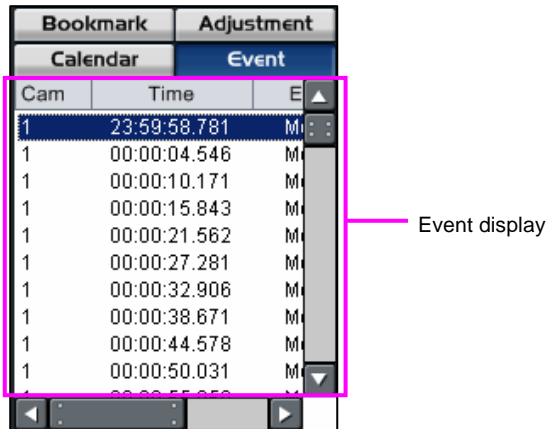 Bookmark Adjustment
Calendar Event
Cam Time E
1 23:59:58.781 M
1 00:00:04.546 M
1 00:00:10.171 M
1 00:00:15.843 M
1 00:00:21.562 M
Event display
1 00:00:27.281 M
1 00:00:32.906 M
1 00:00:38.671 M
1 00:00:44.578 M
1 00:00:50.031 M